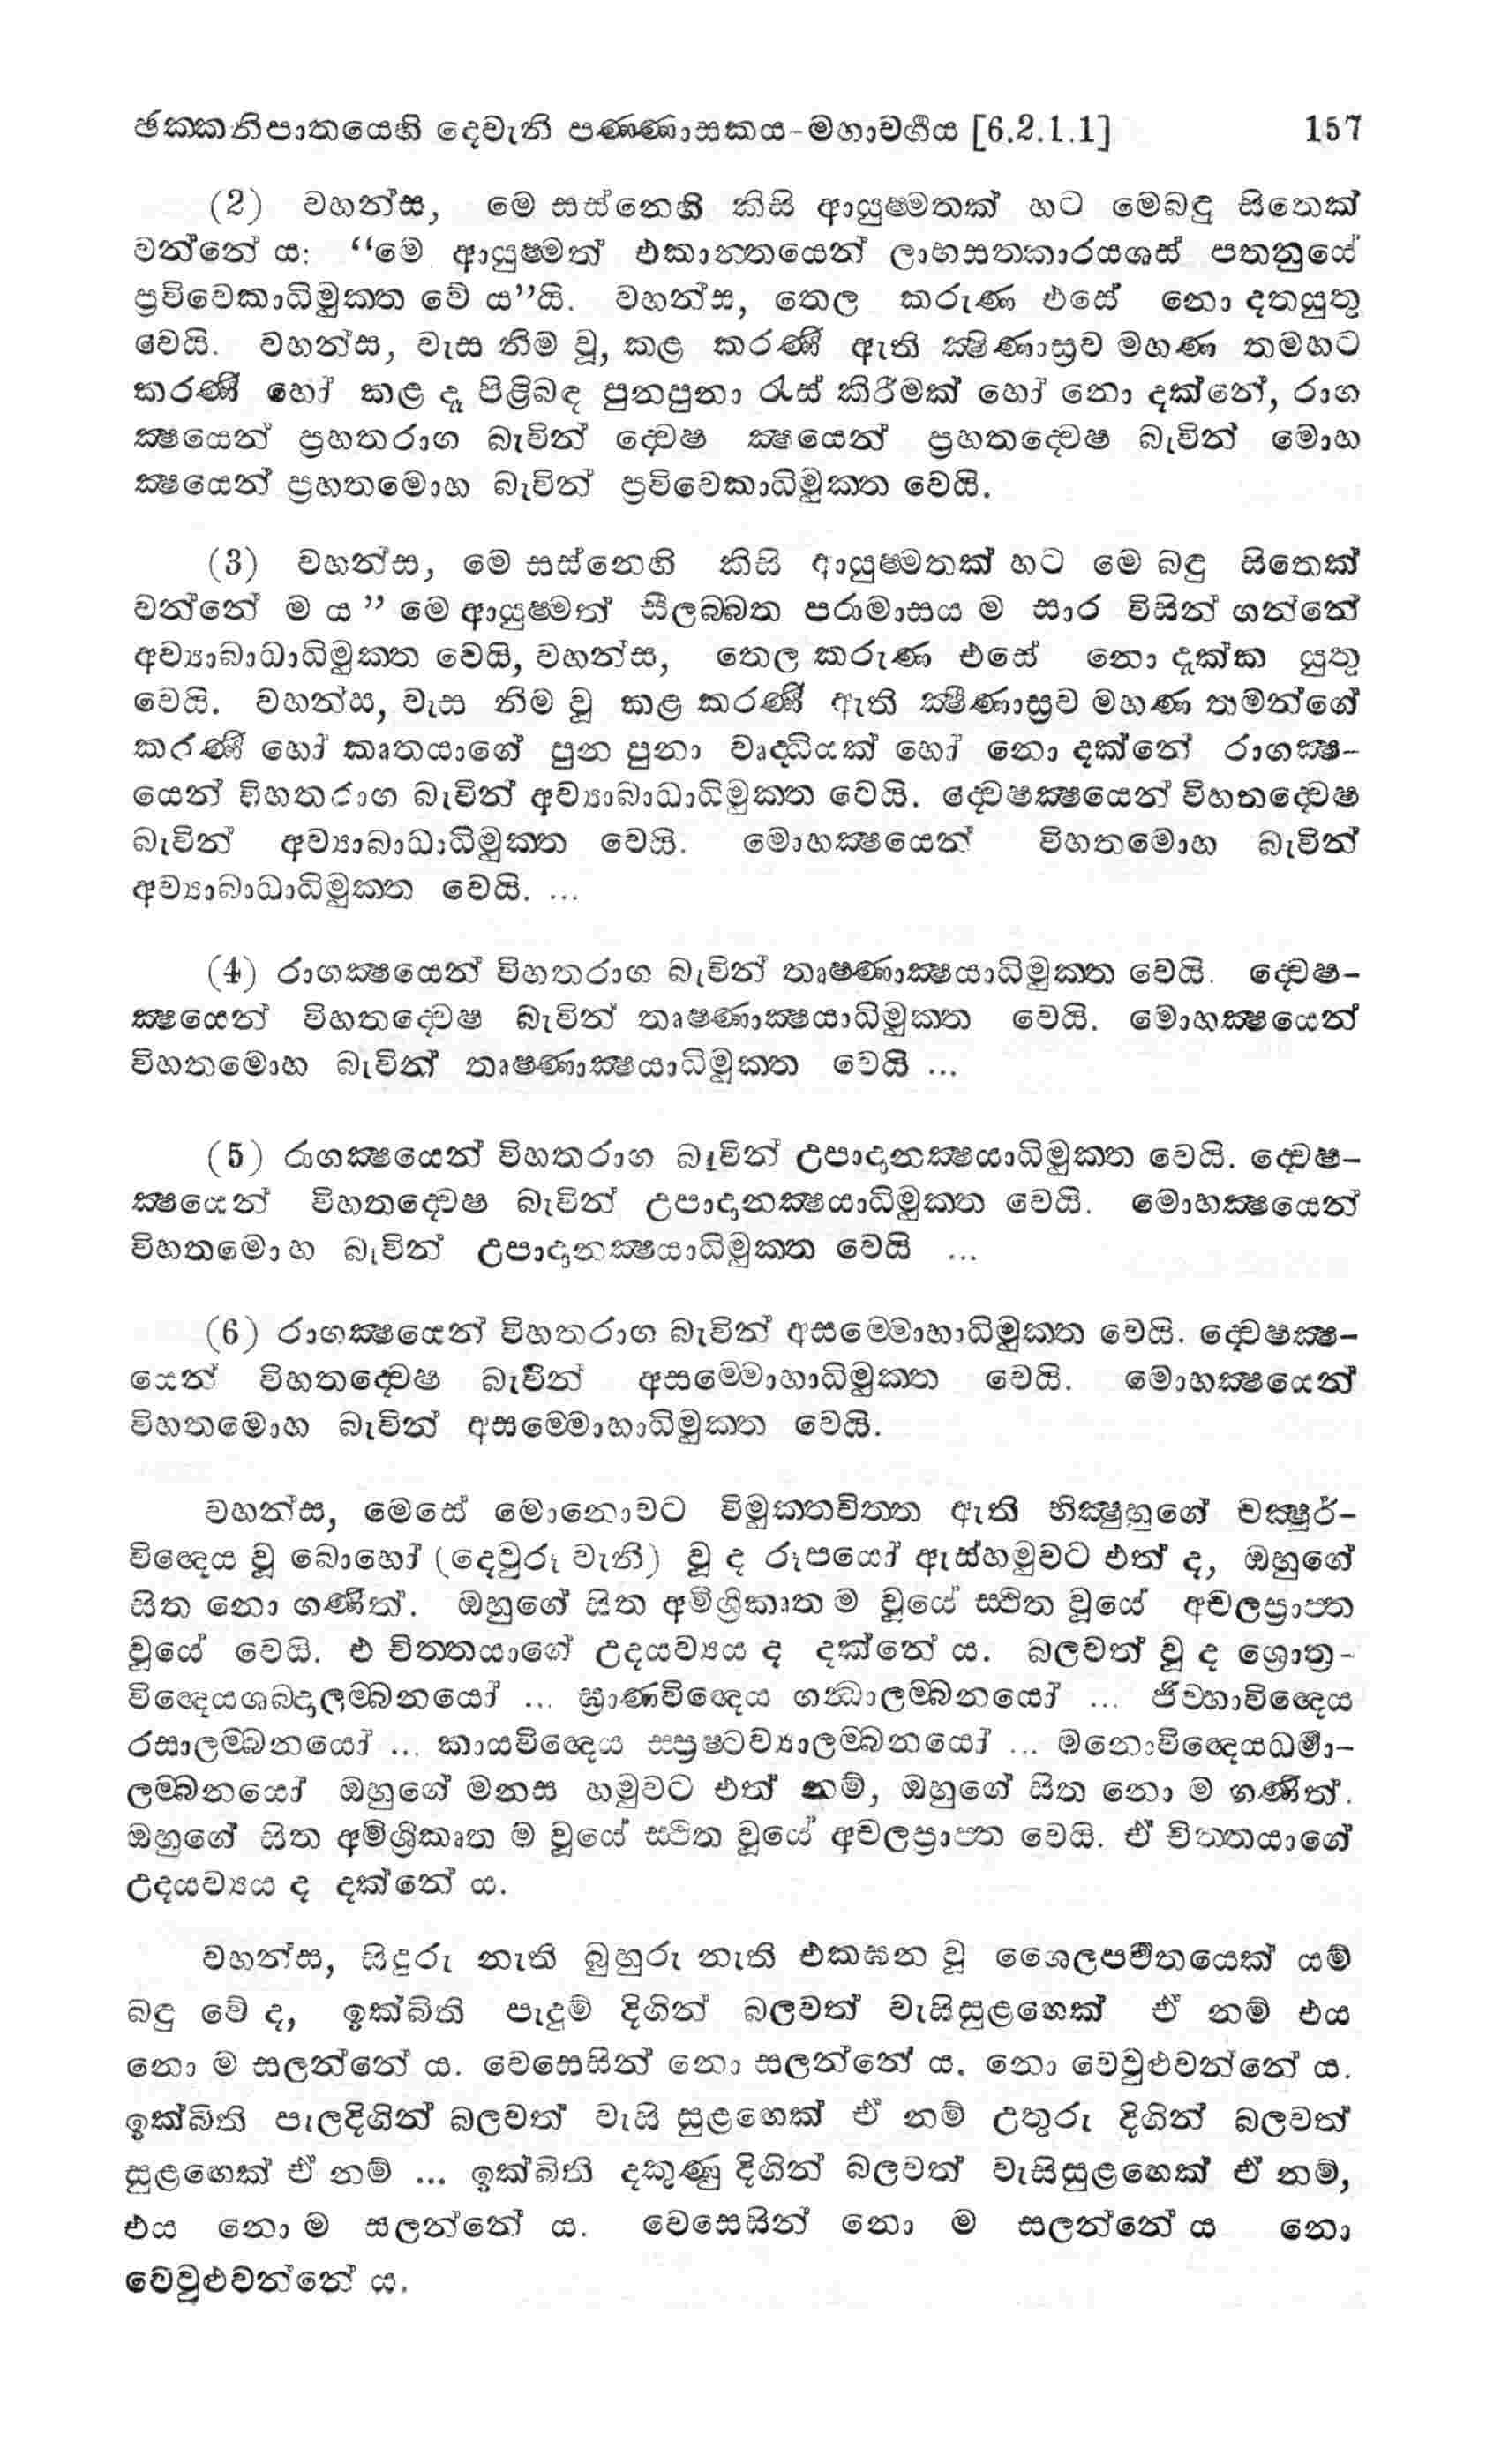 ඡක්කනිපාතයෙහි දෙවැනි පණ්ණාසකය-මහාවර්‍ගය [6.2.1.1] 157
(2) වහන්ස, මෙ සස්නෙහි කිසි ආයුෂ්මතක් හට මෙබඳු සිතෙක්
වන්නේ ය: “මේ ආයුෂ්මත් එකාන්තයෙන් ලාභසත්කාරයශස් පතනුයේ
ප්‍රවිවෙකාධිමුක්ත වේ ය”යි. වහන්ස, තෙල කරුණ එසේ නො දතයුතු
වෙයි. වහන්ස, වැස නිම වූ, කළ කරණී ඇති ක්‍ෂිණාස්‍රව මහණ තමහට
කරණී හෝ කළ දෑ පිළිබඳ පුනපුනා රැස් කිරීමක් හෝ නො දක්නේ, රාග
ක්‍ෂයෙන් ප්‍රහතරාග බැවින් ද්වේෂ ක්‍ෂයෙන් ප්‍රහතද්වේෂ බැවින් මොහ
ක්‍ෂයෙන් ප්‍රහතමොහ බැවින් ප්‍රවිවෙකාධිමුක්ත වෙයි.
(3) වහන්ස, මෙ සස්නෙහි කිසි ආයුෂ්මතක් හට මෙ බඳු සිතෙක්
වන්නේ ම ය” මෙ ආයුෂ්මත් සීලබ්බත පරාමාසය ම සාර විසින් ගන්නේ
අව්‍යාබාධාධිමුක්ත වෙයි, වහන්ස, තෙල කරුණ එසේ නො දැක්ක යුතු
වෙයි. වහන්ස, වැස නිම වූ කළ කරණී ඇති ක්‍ෂීණාස්‍රව මහණ තමන්ගේ
කරණී හෝ කෘතයාගේ පුන පුනා වෘද්ධියක් හෝ නො දක්නේ රාගක්‍ෂ-
යෙන් විහතරාග බැවින් අව්‍යාබාධාධිමුක්ත වෙයි. ද්වේෂක්‍ෂයෙන් විහතද්වේෂ
බැවින් අව්‍යාබාධාධිමුක්ත වෙයි. මොහක්‍ෂයෙන් විහතමොහ බැවින්
අව්‍යාබාධාධිමුක්ත වෙයි. ...
(4) රාගක්‍ෂයෙන් විහතරාග බැවින් තෘෂ්ණාක්‍ෂයාධිමුක්ත වෙයි. ද්වේෂ-
ක්‍ෂයෙන් විහතද්වේෂ බැවින් තෘෂ්ණාක්‍ෂයාධිමුක්ත වෙයි. මොහක්‍ෂයෙන්
විහතමොහ බැවින් තෘෂ්ණාක්‍ෂයාධිමුක්ත වෙයි ...
(5) රාගක්‍ෂයෙන් විහතරාග බැවින් උපාදානක්‍ෂයාධිමුක්ත වෙයි. ද්වේෂ-
ක්‍ෂයෙන් විහතද්වේෂ බැවින් උපාදානක්‍ෂයාධිමුක්ත වෙයි. මොහක්‍ෂයෙන්
විහතමොහ බැවින් උපාදානක්‍ෂයාධිමුක්ත වෙයි ...
(6) රාගක්‍ෂයෙන් විහතරාග බැවින් අසම්මොහාධිමුක්ත වෙයි. ද්වේෂක්‍ෂ-
යෙන් විහතද්වේෂ බැවින් අසම්මොහාධිමුක්ත වෙයි. මොහක්‍ෂයෙන්
විහතමොහ බැවින් අසම්මොහාධිමුක්ත වෙයි.
වහන්ස, මෙසේ මොනොවට විමුක්තචිත්ත ඇති භික්‍ෂුහුගේ චක්‍ෂුර්-
විඥෙය වූ බොහෝ (දෙවුරූ වැනි) වූ ද රූපයෝ ඇස්හමුවට එත් ද, ඔහුගේ
සිත නො ගණිත්. ඔහුගේ සිත අමිශ්‍රිකෘත ම වූයේ ස්ථිත වූයේ අචලප්‍රාප්ත
වූයේ වෙයි. එ චිත්තයාගේ උදයව්‍යය ද දක්නේ ය. බලවත් වූ ද ශ්‍රොත්‍ර-
විඥෙයශබ්දාලම්බනයෝ ... ඝ්‍රාණවිඥෙය ගන්ධාලම්බනයෝ ... ජිව්හාවිඥෙය
රසාලම්බනයෝ ... කායවිඥෙය ස්ප්‍රෂ්ටව්‍යාලම්බනයෝ ... මනොවිඥෙයධර්‍මා-
ලම්බනයෝ ඔහුගේ මනස හමුවට එත් නම්, ඔහුගේ සිත නො ම ගණිත්.
ඔහුගේ සිත අමිශ්‍රිකෘත ම වූයේ ස්ථිත වූයේ අචලප්‍රාප්ත වෙයි. ඒ චිත්තයාගේ
උදයව්‍යය ද දක්නේ ය.
වහන්ස, සිදුරු නැති බුහුරු නැති එකඝන වූ ශෛලපර්‍වතයෙක් යම්
බඳු වේ ද, ඉක්බිති පැදුම් දිගින් බලවත් වැසිසුළඟෙක් ඒ නම් එය
නො ම සලන්නේ ය. වෙසෙසින් නො සලන්නේ ය. නො වෙවුළුවන්නේ ය.
ඉක්බිති පැලදිගින් බලවත් වැසි සුළඟෙක් ඒ නම් උතුරු දිගින් බලවත්
සුළඟෙක් ඒ නම් ... ඉක්බිති දකුණු දිගින් බලවත් වැසිසුළඟෙක් ඒ නම්,
එය නො ම සලන්නේ ය. වෙසෙසින් නො ම සලන්නේ ය නො
වෙවුළුවන්නේ ය.